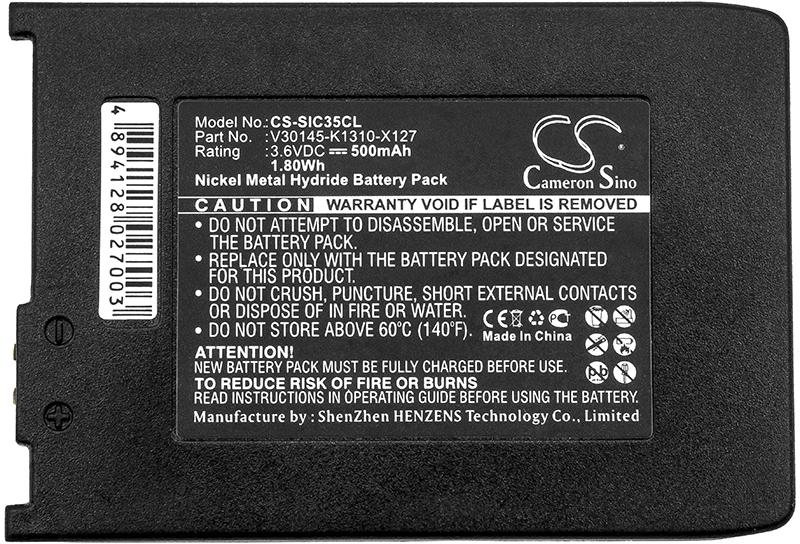 Model No.: CS-SIC35CL
Part No. : V30145-K1310-X127
Rating : 3.6VDC 500mAh
1.80Wh
Nickel Metal Hydride Battery Pack
Cameron Sino
CAUTION WARRANTY VOID IF LABEL IS REMOVED
• DO NOT ATTEMPT TO DISASSEMBLE, OPEN OR SERVICE
THE BATTERY PACK.
• REPLACE ONLY WITH THE BATTERY PACK DESIGNATED
FOR THIS PRODUCT.
• DO NOT CRUSH, PUNCTURE, SHORT EXTERNAL CONTACTS
OR DISPOSE OF IN FIRE OR WATER.
• DO NOT STORE ABOVE 60°C (140°F).
CE
Made In China
Pb
ATTENTION!
NEW BATTERY PACK MUST BE FULLY CHARGED BEFORE USE.
TO REDUCE RISK OF FIRE OR BURNS
READ INSTRUCTIONS IN OPERATING GUIDE BEFORE USING BATTERY.
Manufactured by : ShenZhen HENZENS Technology Co., Limited
4 894128 027003